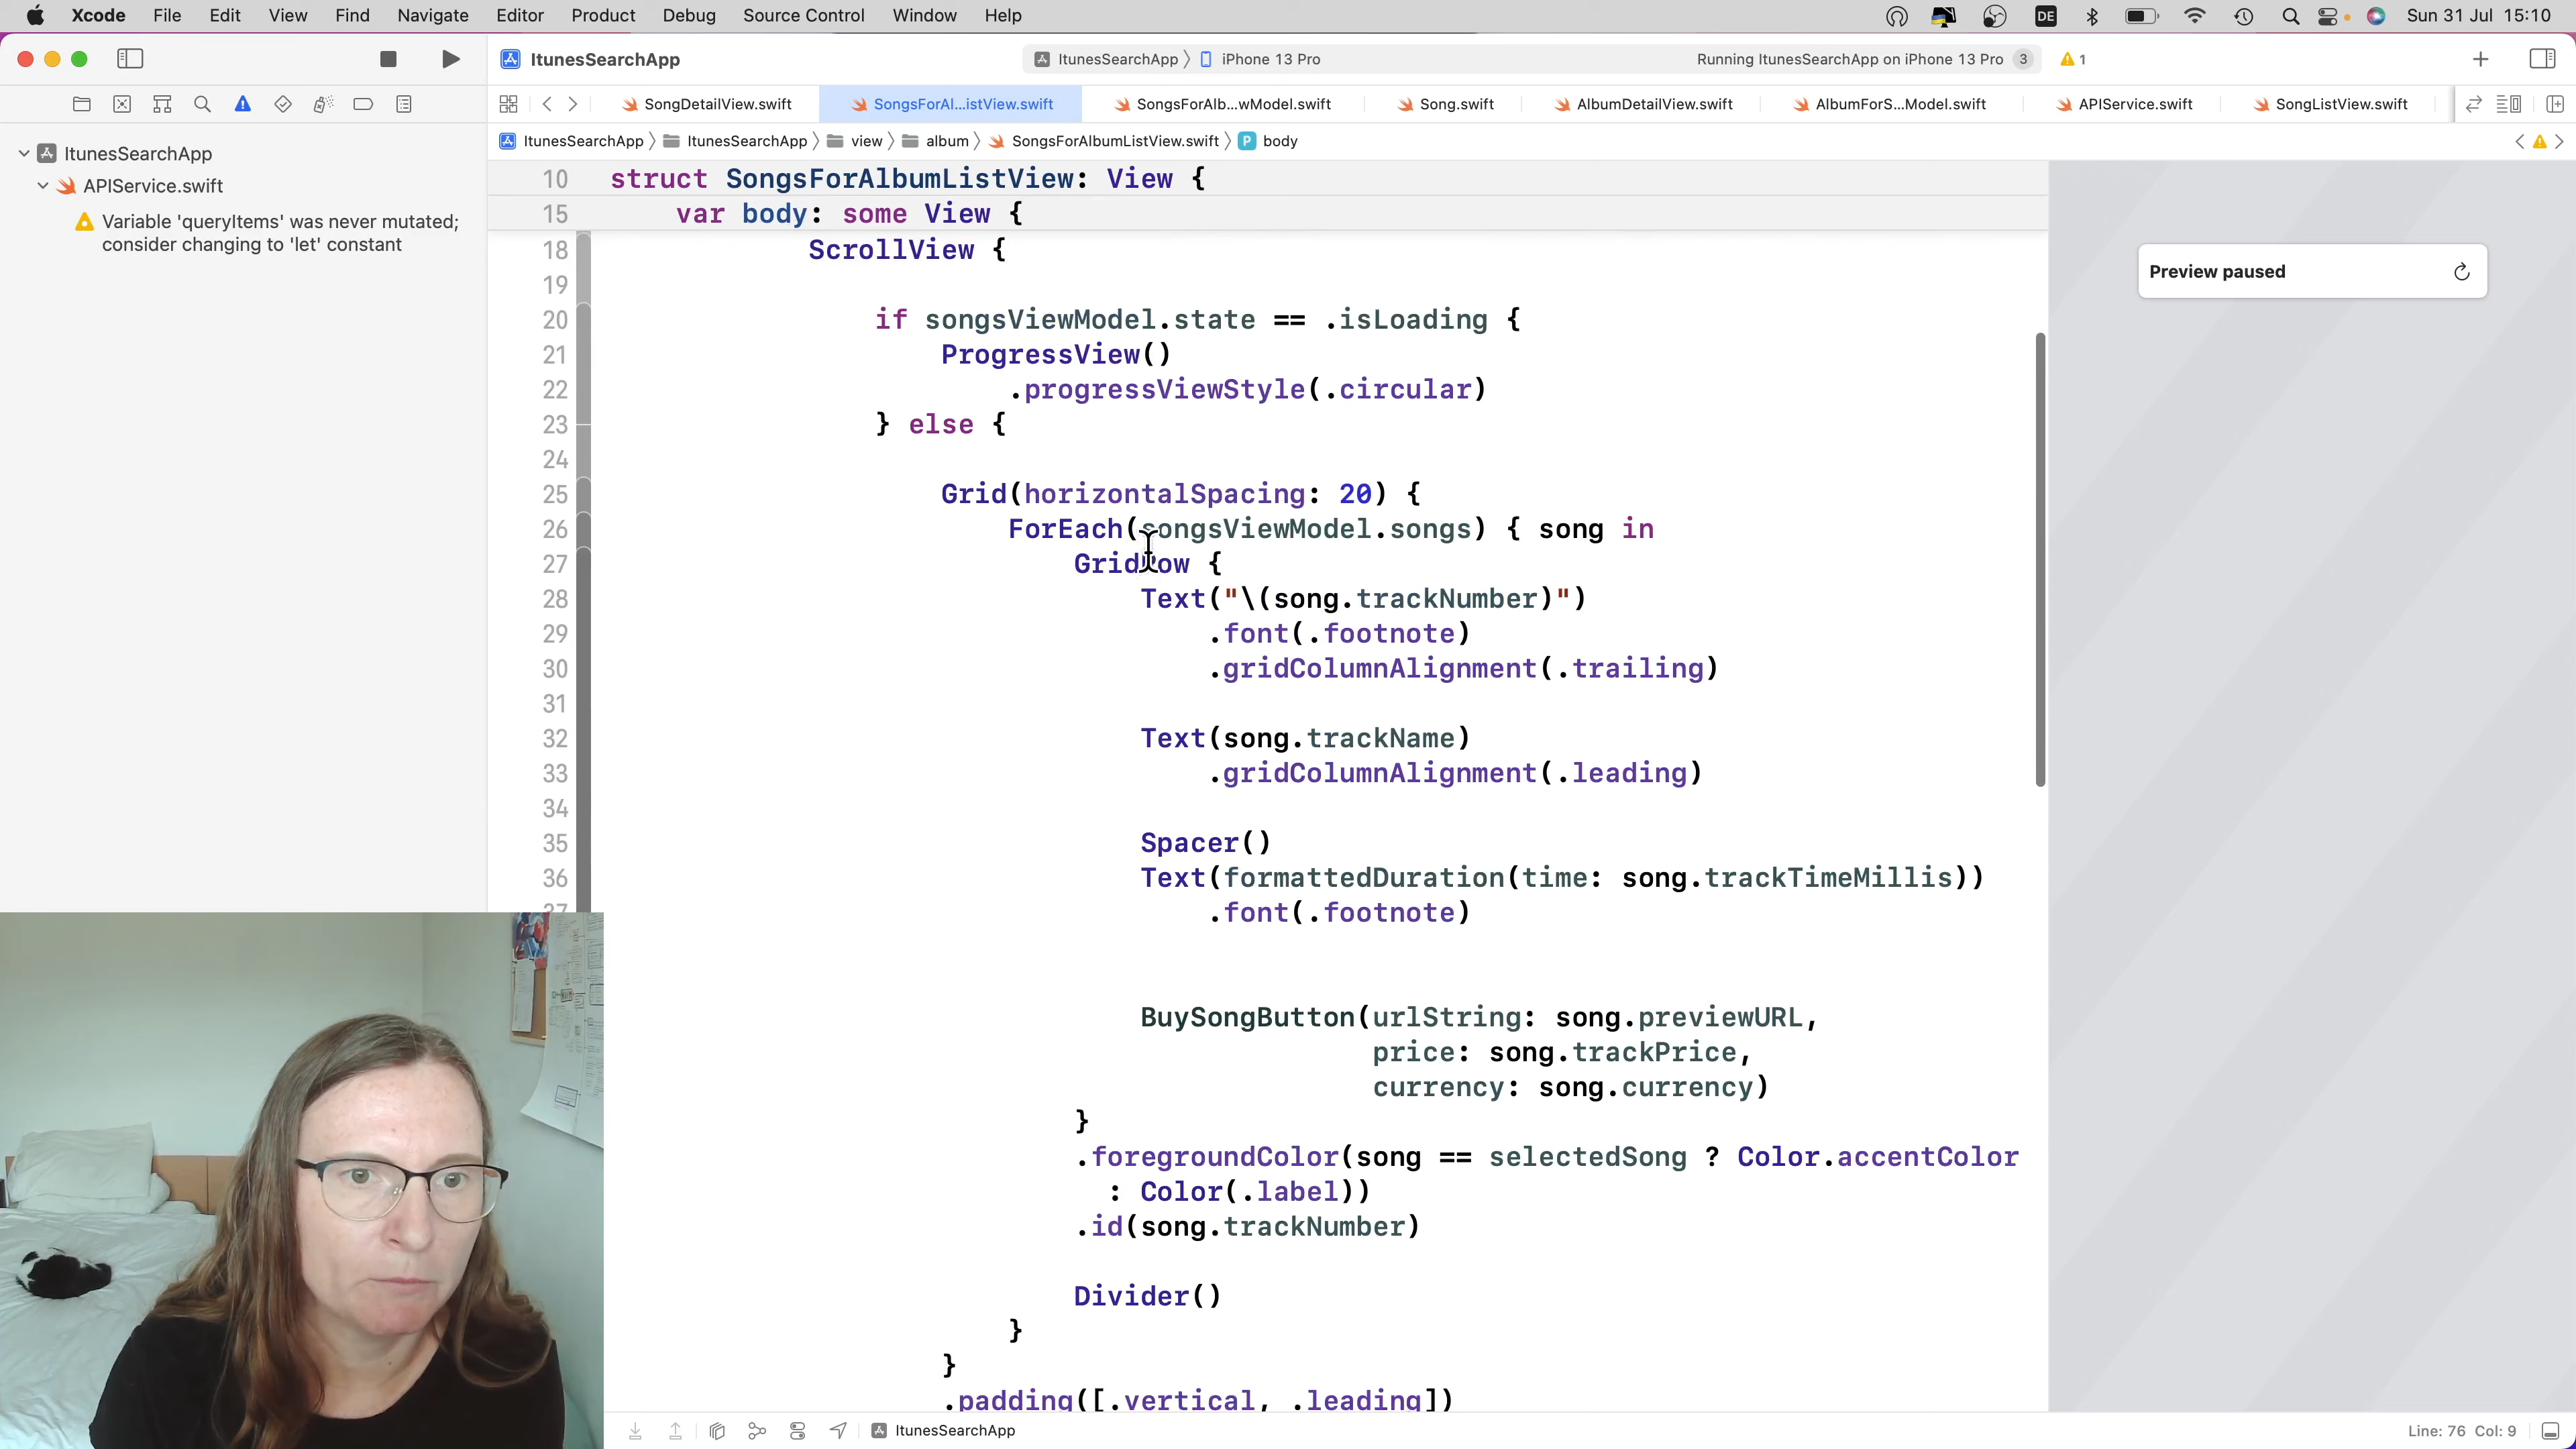 Xcode File Edit View Find Navigate Editor Product Debug Source Control Window Help DE Sun 31 Jul 15:10
ItunesSearchApp ItunesSearchApp iPhone 13 Pro Running ItunesSearchApp on iPhone 13 Pro 3 1
SongDetailView.swift SongsForAl...istView.swift SongsForAlb...wModel.swift Song.swift AlbumDetailView.swift AlbumForS...Model.swift APIService.swift SongListView.swift
ItunesSearchApp ItunesSearchApp view album SongsForAlbumListView.swift P body
ItunesSearchApp
APIService.swift
Variable 'queryItems' was never mutated;
consider changing to 'let' constant
10 struct SongsForAlbumListView: View {
15 var body: some View {
18 ScrollView {
19
20 if songsViewModel.state == .isLoading {
21 ProgressView()
22 .progressViewStyle(.circular)
23 } else {
24
25 Grid(horizontalSpacing: 20) {
26 ForEach(songsViewModel.songs) { song in
27 GridRow {
28 Text("\(song.trackNumber)")
29 .font(.footnote)
30 .gridColumnAlignment(.trailing)
31
32 Text(song.trackName)
33 .gridColumnAlignment(.leading)
34
35 Spacer()
36 Text(formattedDuration(time: song.trackTimeMillis))
37 .font(.footnote)
BuySongButton(urlString: song.previewURL,
price: song.trackPrice,
currency: song.currency)
}
.foregroundColor(song == selectedSong ? Color.accentColor
: Color(.label))
.id(song.trackNumber)
Divider()
}
}
.padding([.vertical, .leading])
Preview paused
ItunesSearchApp
Line: 76 Col: 9